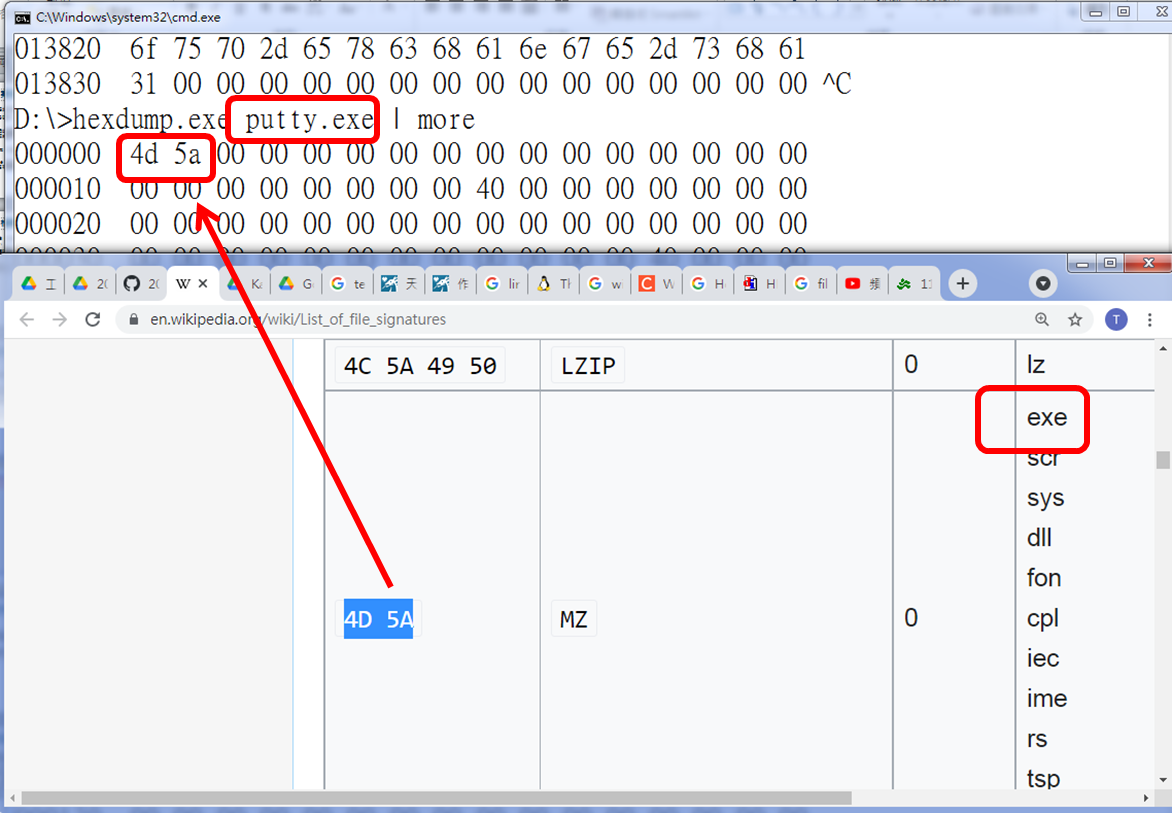 C:\Windows\system32\cmd.exe
013820 6f 75 70 2d 65 78 63 68 61 6e 67 65 2d 73 68 61
013830 31 00 00 00 00 00 00 00 00 00 00 00 00 00 00 00 ^C
D:\>hexdump.exe putty.exe | more
000000 4d 5a 00 00 00 00 00 00 00 00 00 00 00 00 00 00
000010 00 00 00 00 00 00 00 00 40 00 00 00 00 00 00 00
000020 00 00 00 00 00 00 00 00 00 00 00 00 00 00 00 00
工 20 20 W Ka G te 天 作 lin Th w W H H fil 頻 11
en.wikipedia.org/wiki/List_of_file_signatures
T
4C 5A 49 50 LZIP 0 lz
exe
scr
sys
dll
fon
4D 5A MZ 0 cpl
iec
ime
rs
tsp